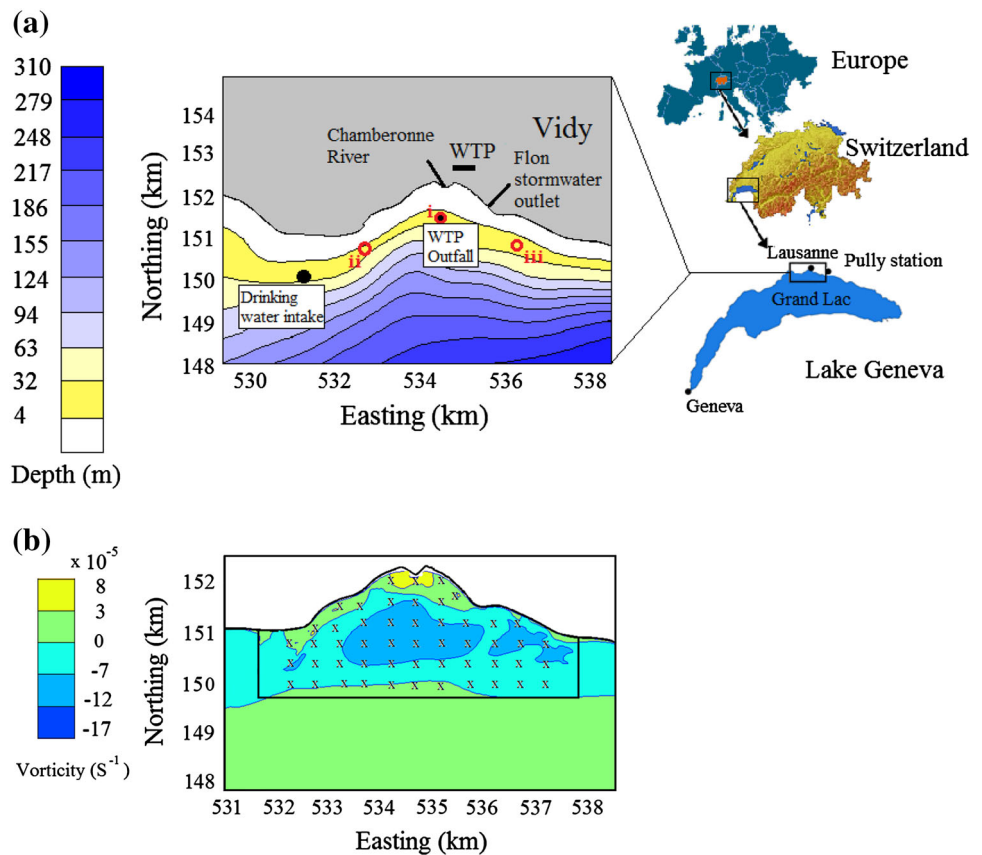 (a)
310
279
248
217
186
155
124
94
63
32
4
Depth (m)
Northing (km)
154
153
152
151
150
149
148
530
532
534
536
538
Easting (km)
Chamberonne
River
WTP
Vidy
Flon
stormwater
outlet
i
ii
iii
WTP
Outfall
Drinking
water intake
Europe
Switzerland
Lausanne
Pully station
Grand Lac
Lake Geneva
Geneva
(b)
x 10-5
8
3
0
-7
-12
-17
Vorticity (S-1)
Northing (km)
152
151
150
149
148
x x x
x x x x
x x x x x x x x x
x x x x x x x x x x
x x x x x x x x x x
x x x x x x x x x x
531
532
533
534
535
536
537
538
Easting (km)